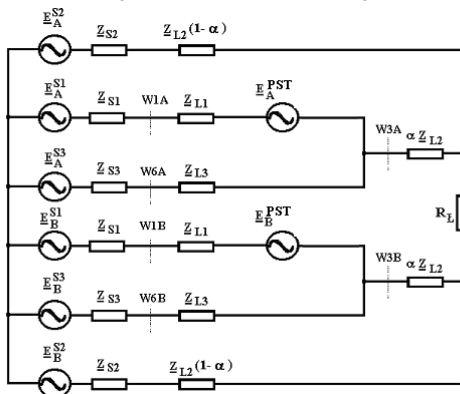 E_A^S2 Z_S2 Z_L2(1-α)
E_A^S1 Z_S1 W1A Z_L1 E_A^PST
W3A α Z_L2
E_A^S3 Z_S3 W6A Z_L3
R_L
E_B^S1 Z_S1 W1B Z_L1 E_B^PST
W3B α Z_L2
E_B^S3 Z_S3 W6B Z_L3
E_B^S2 Z_S2 Z_L2(1-α)